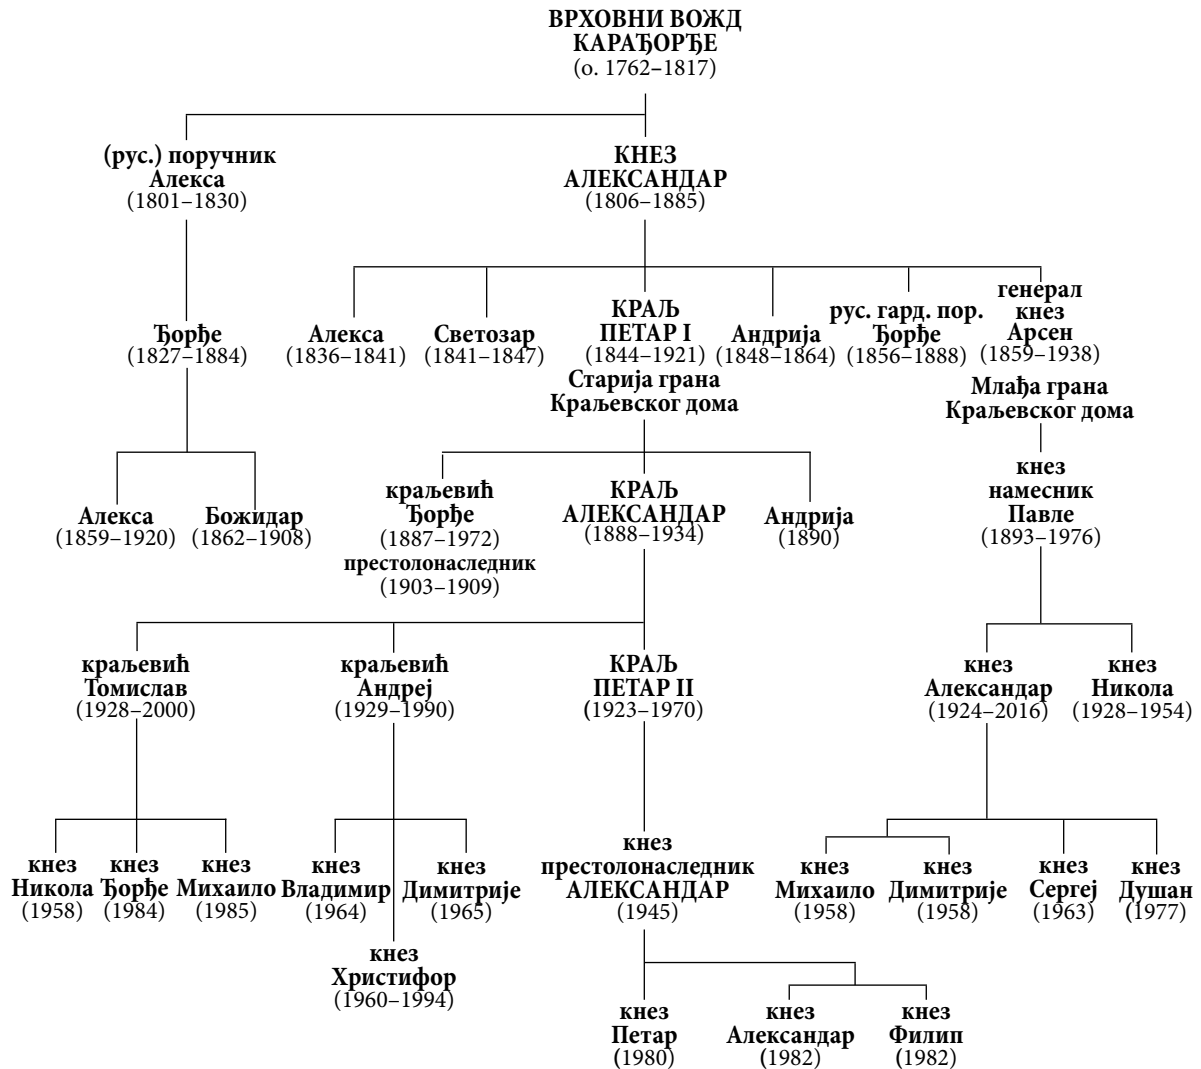 ВРХОВНИ ВОЖД
КАРАЂОРЂЕ
(о. 1762–1817)
(рус.) поручник
Алекса
(1801–1830)
КНЕЗ
АЛЕКСАНДАР
(1806–1885)
Ђорђе
(1827–1884)
Алекса
(1836–1841)
Светозар
(1841–1847)
КРАЉ
ПЕТАР I
(1844–1921)
Старија грана
Краљевског дома
Андрија
(1848–1864)
рус. гард. пор.
Ђорђе
(1856–1888)
генерал
кнез
Арсен
(1859–1938)
Млађа грана
Краљевског дома
Алекса
(1859–1920)
Божидар
(1862–1908)
краљевић
Ђорђе
(1887–1972)
престолонаследник
(1903–1909)
КРАЉ
АЛЕКСАНДАР
(1888–1934)
Андрија
(1890)
кнез
намесник
Павле
(1893–1976)
краљевић
Томислав
(1928–2000)
краљевић
Андреј
(1929–1990)
КРАЉ
ПЕТАР II
(1923–1970)
кнез
Александар
(1924–2016)
кнез
Никола
(1928–1954)
кнез
Никола
(1958)
кнез
Ђорђе
(1984)
кнез
Михаило
(1985)
кнез
Владимир
(1964)
кнез
Димитрије
(1965)
кнез
Христифор
(1960–1994)
кнез
престолонаследник
АЛЕКСАНДАР
(1945)
кнез
Михаило
(1958)
кнез
Димитрије
(1958)
кнез
Сергеј
(1963)
кнез
Душан
(1977)
кнез
Петар
(1980)
кнез
Александар
(1982)
кнез
Филип
(1982)